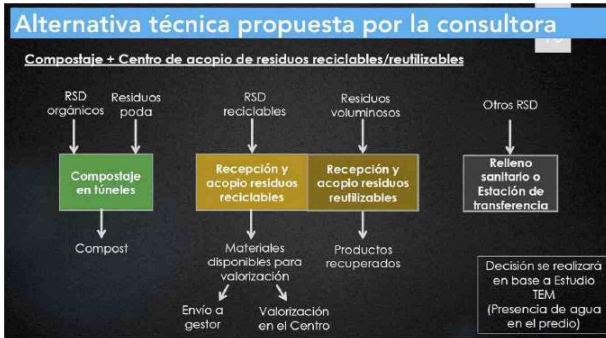 Alternativa técnica propuesta por la consultora
Compostaje + Centro de acopio de residuos reciclables/reutilizables
RSD
orgánicos
Residuos
poda
RSD
reciclables
Residuos
voluminosos
Otros RSD
Compostaje
en túneles
Recepción y
acopio residuos
reciclables
Recepción y
acopio residuos
reutilizables
Relleno
sanitario o
Estación de
transferencia
Compost
Materiales
disponibles para
valorización
Productos
recuperados
Envío a
gestor
Valorización
en el Centro
Decisión se realizará
en base a Estudio
TEM
(Presencia de agua
en el predio)